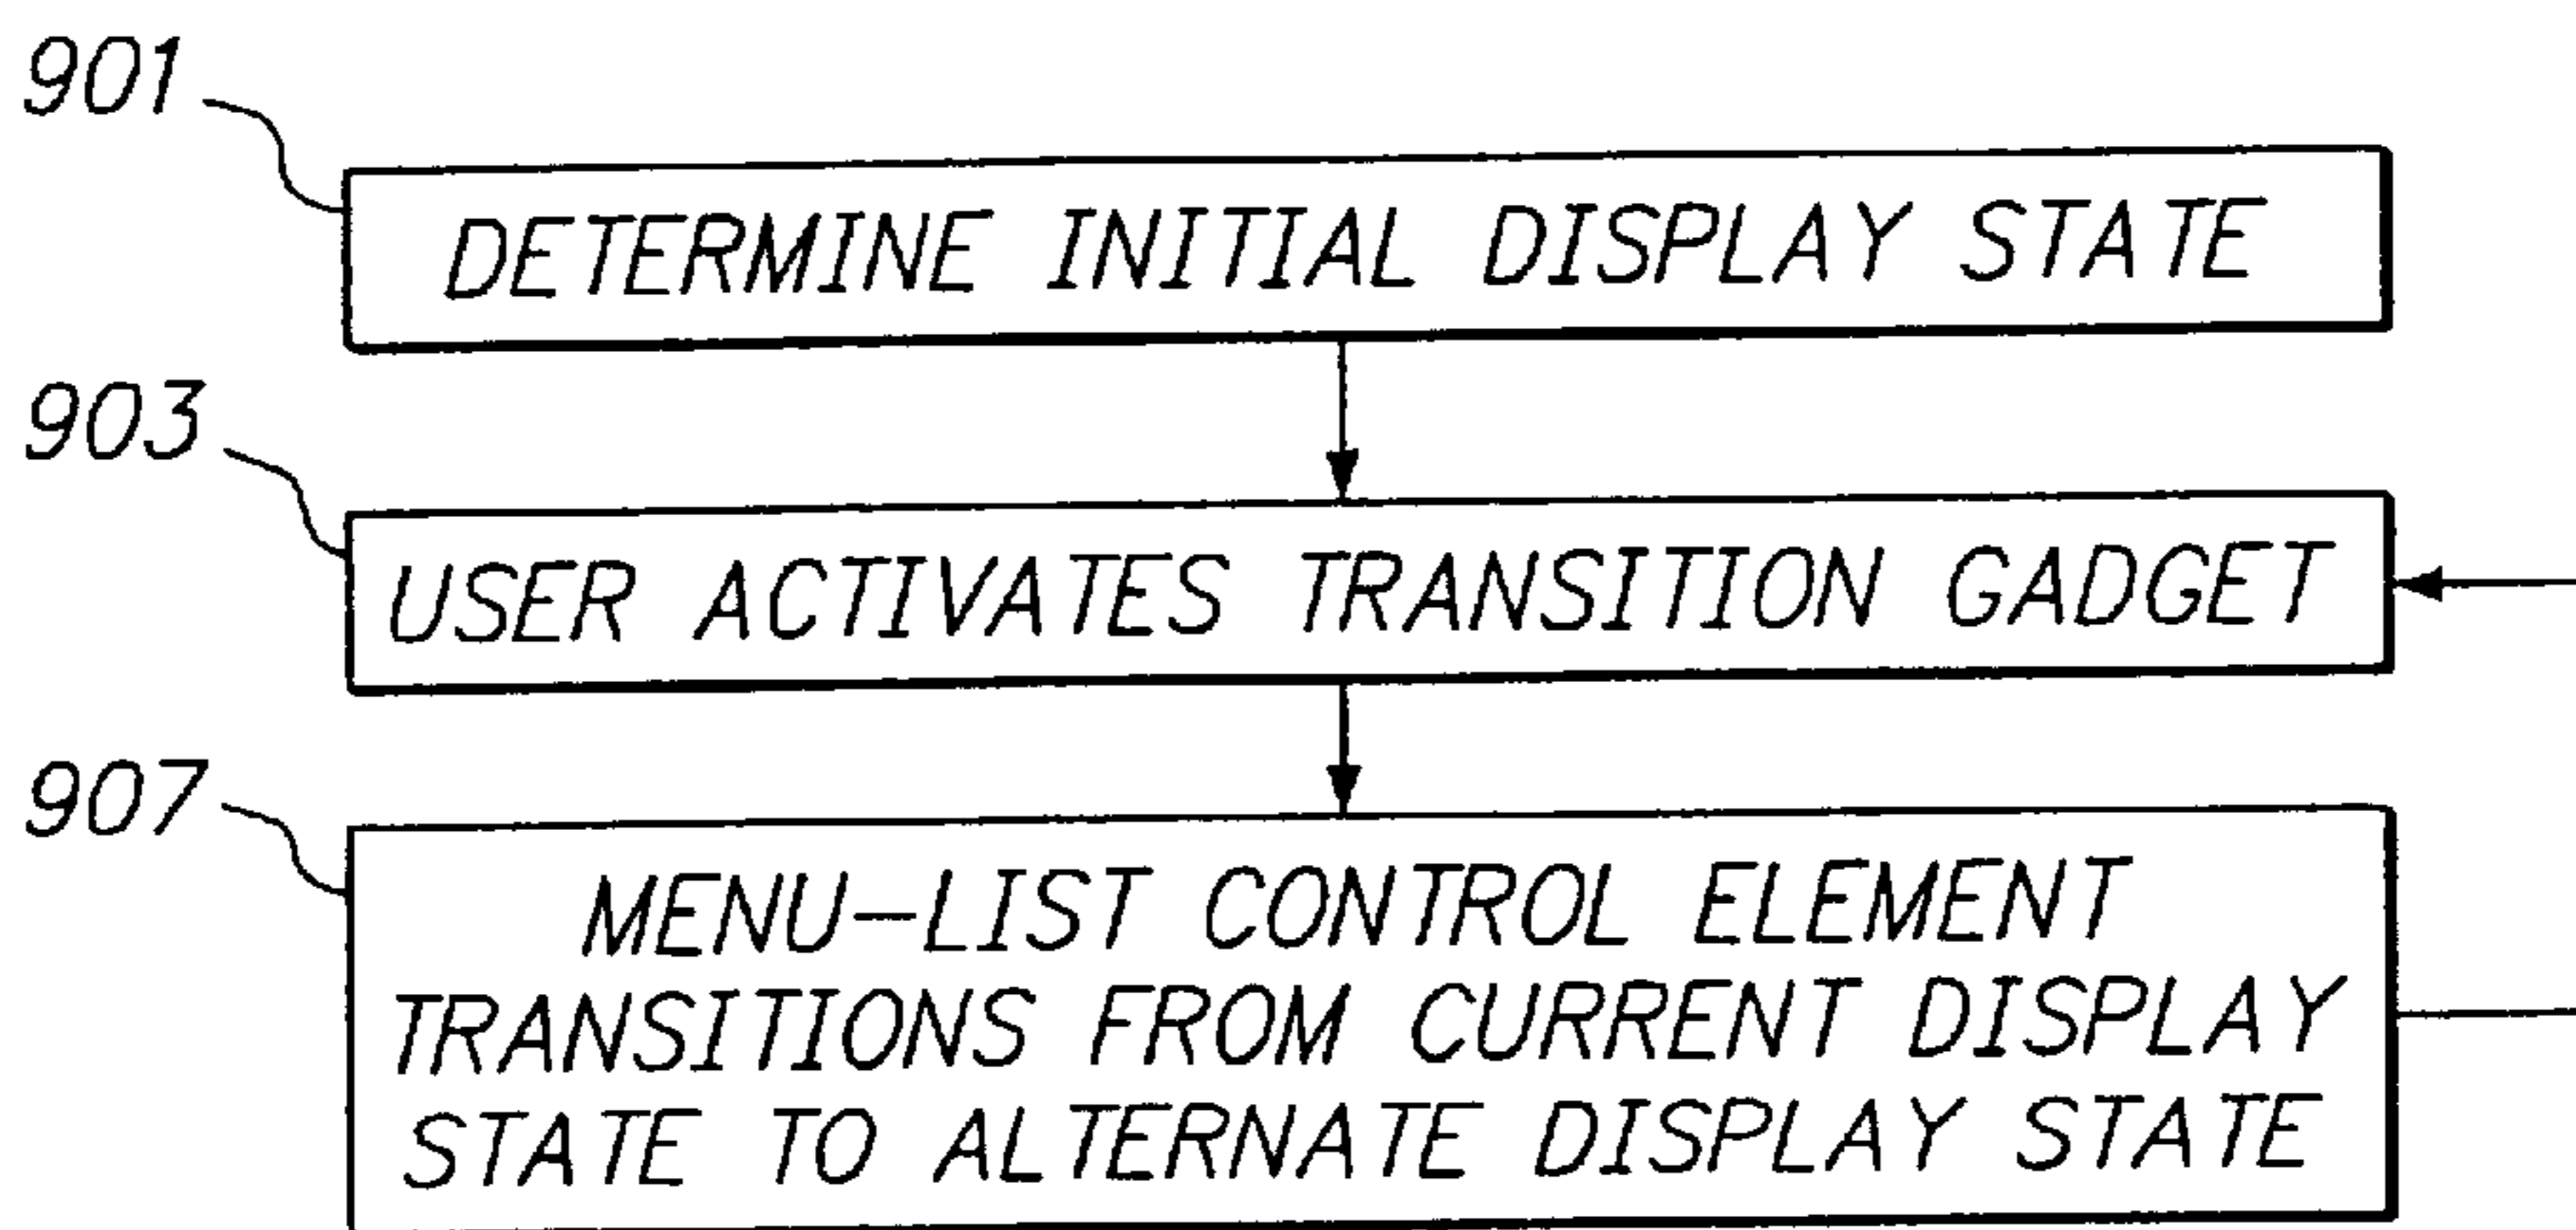 901
DETERMINE INITIAL DISPLAY STATE
903
USER ACTIVATES TRANSITION GADGET
907
MENU-LIST CONTROL ELEMENT
TRANSITIONS FROM CURRENT DISPLAY
STATE TO ALTERNATE DISPLAY STATE